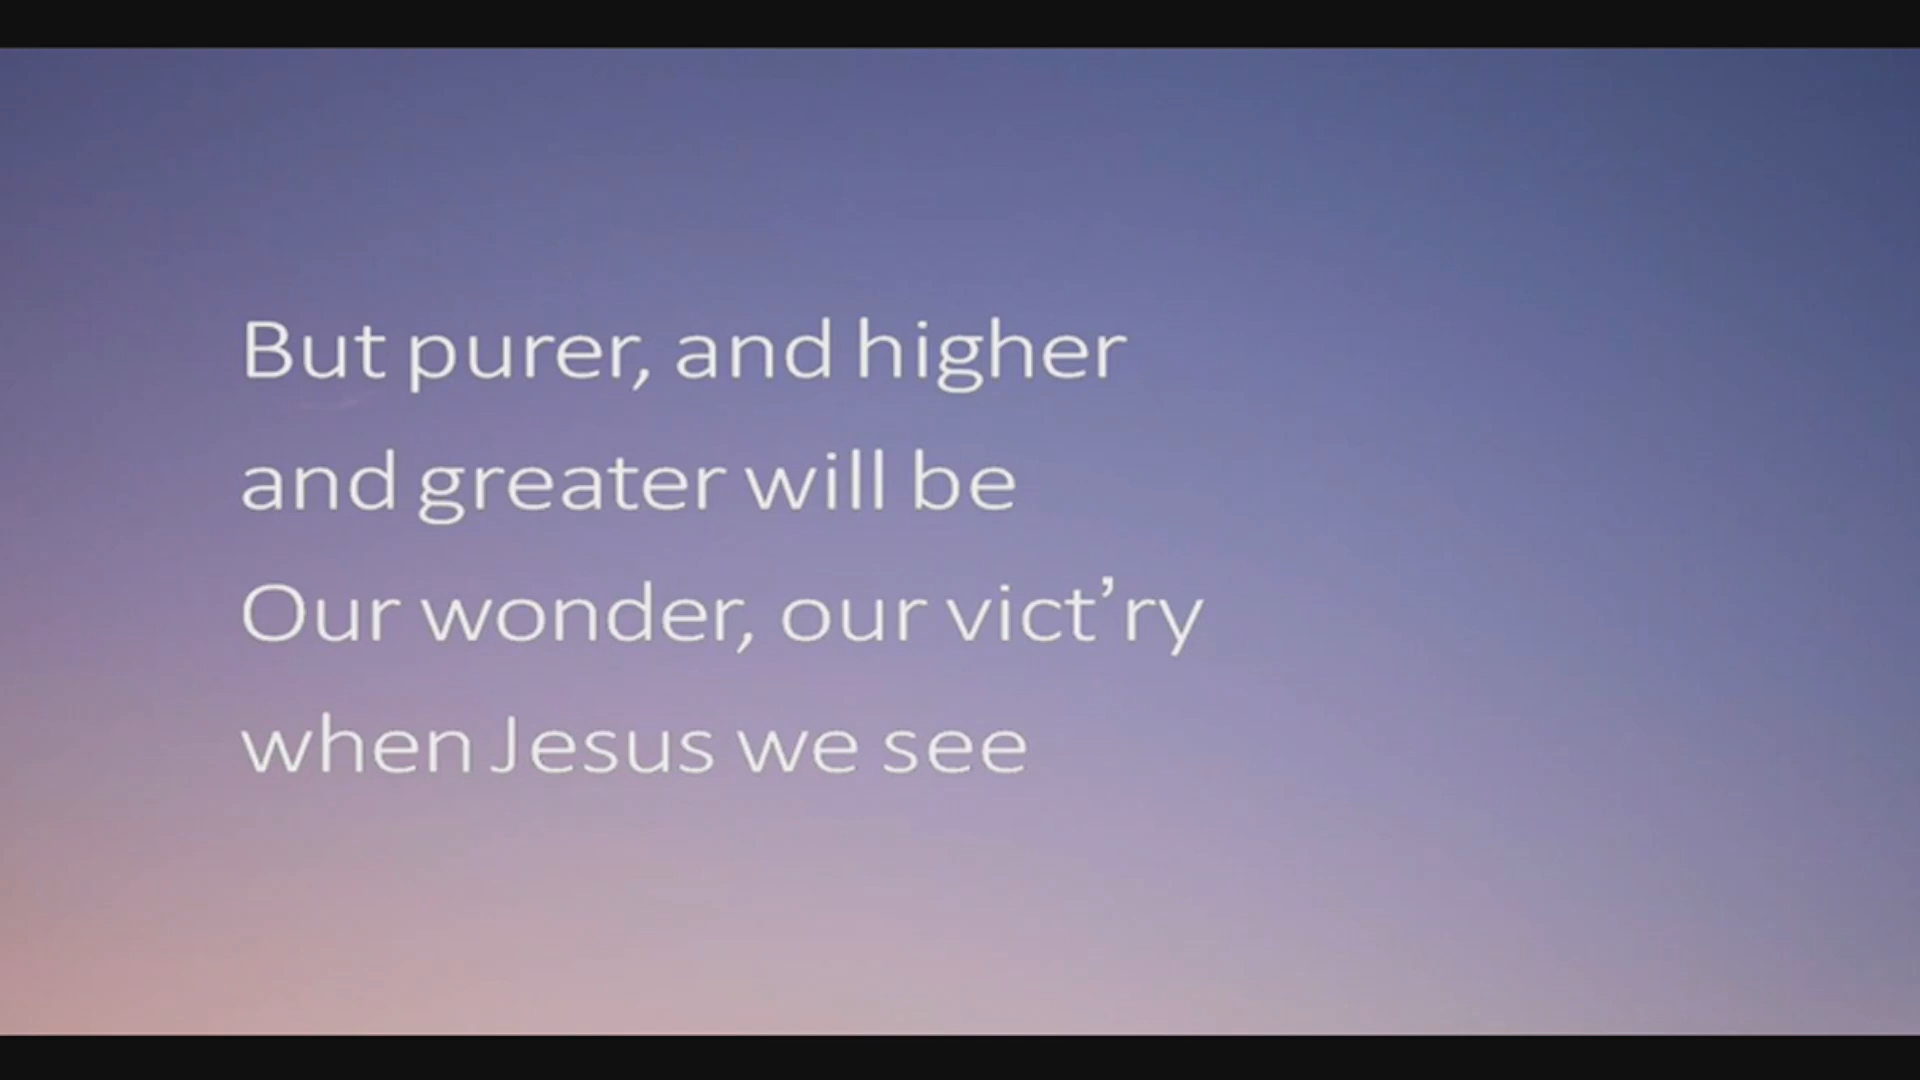 But purer, and higher
and greater will be
Our wonder, our vict’ry
when Jesus we see